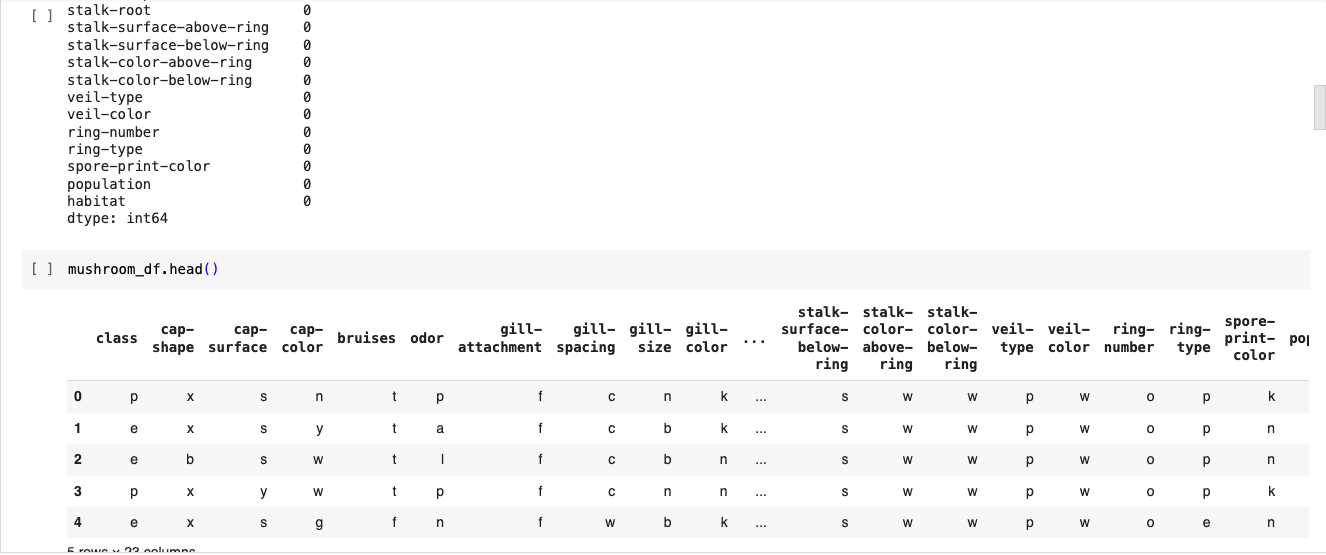 [ ] stalk-root 0
stalk-surface-above-ring 0
stalk-surface-below-ring 0
stalk-color-above-ring 0
stalk-color-below-ring 0
veil-type 0
veil-color 0
ring-number 0
ring-type 0
spore-print-color 0
population 0
habitat 0
dtype: int64
[ ] mushroom_df.head()
class cap-shape cap-surface cap-color bruises odor gill-attachment gill-spacing gill-size gill-color ... stalk-surface-below-ring stalk-color-above-ring stalk-color-below-ring veil-type veil-color ring-number ring-type spore-print-color
0 p x s n t p f c n k ... s w w p w o p k
1 e x s y t a f c b k ... s w w p w o p n
2 e b s w t l f c b n ... s w w p w o p n
3 p x y w t p f c n n ... s w w p w o p k
4 e x s g f n f w b k ... s w w p w o e n
5 rows × 23 columns